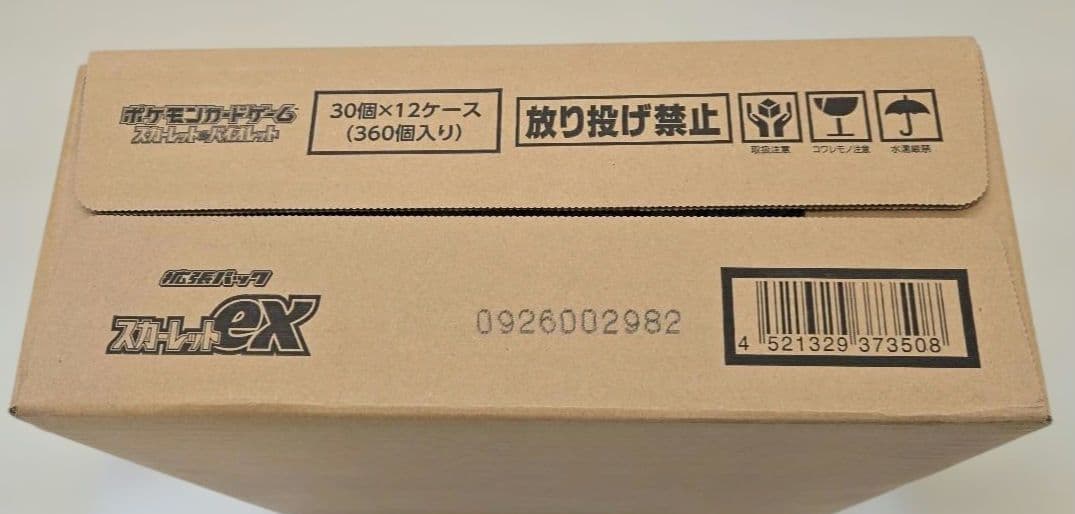 ポケモンカードゲーム
スカーレット&バイオレット
30個×12ケース
(360個入り)
放り投げ禁止
取扱注意
コワレモノ注意
水濡厳禁
拡張パック
スカーレットex
0926002982
4 521329 373508